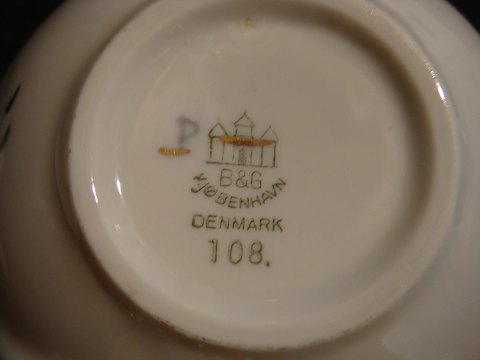 P
B&G
KJØBENHAVN
DENMARK
108.